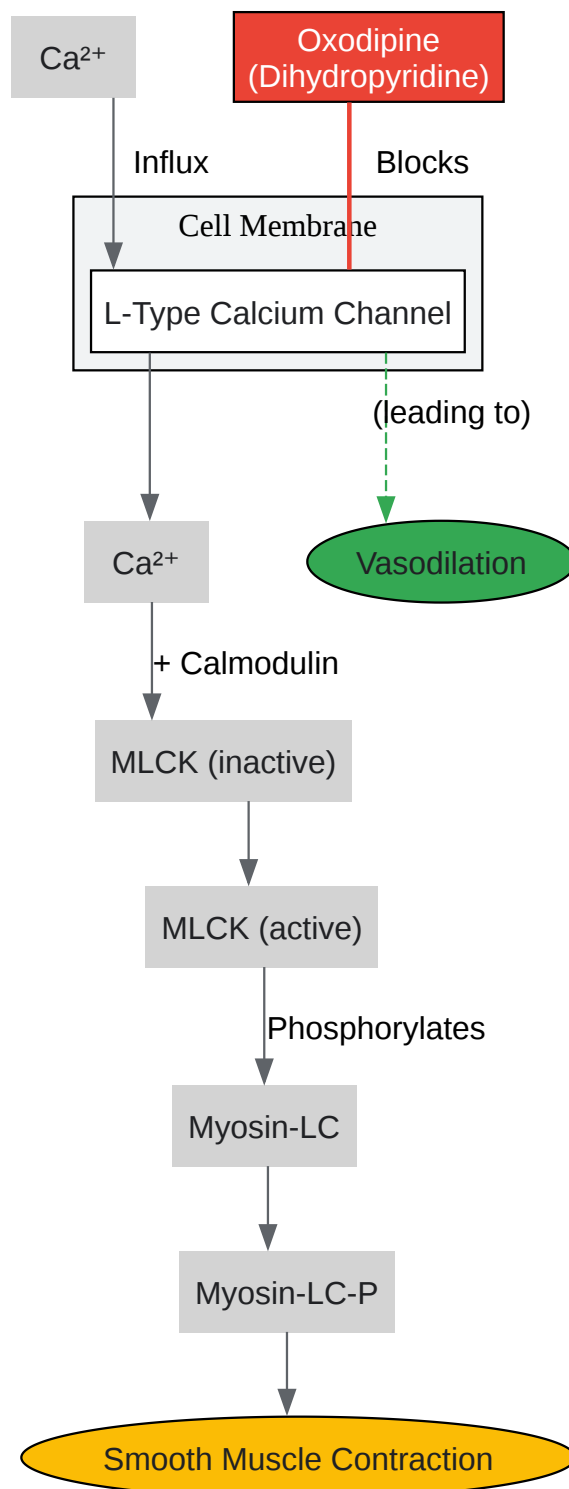 Ca²⁺
Oxodipine
(Dihydropyridine)
Influx
Blocks
Cell Membrane
L-Type Calcium Channel
(leading to)
Ca²⁺
Vasodilation
+ Calmodulin
MLCK (inactive)
MLCK (active)
Phosphorylates
Myosin-LC
Myosin-LC-P
Smooth Muscle Contraction